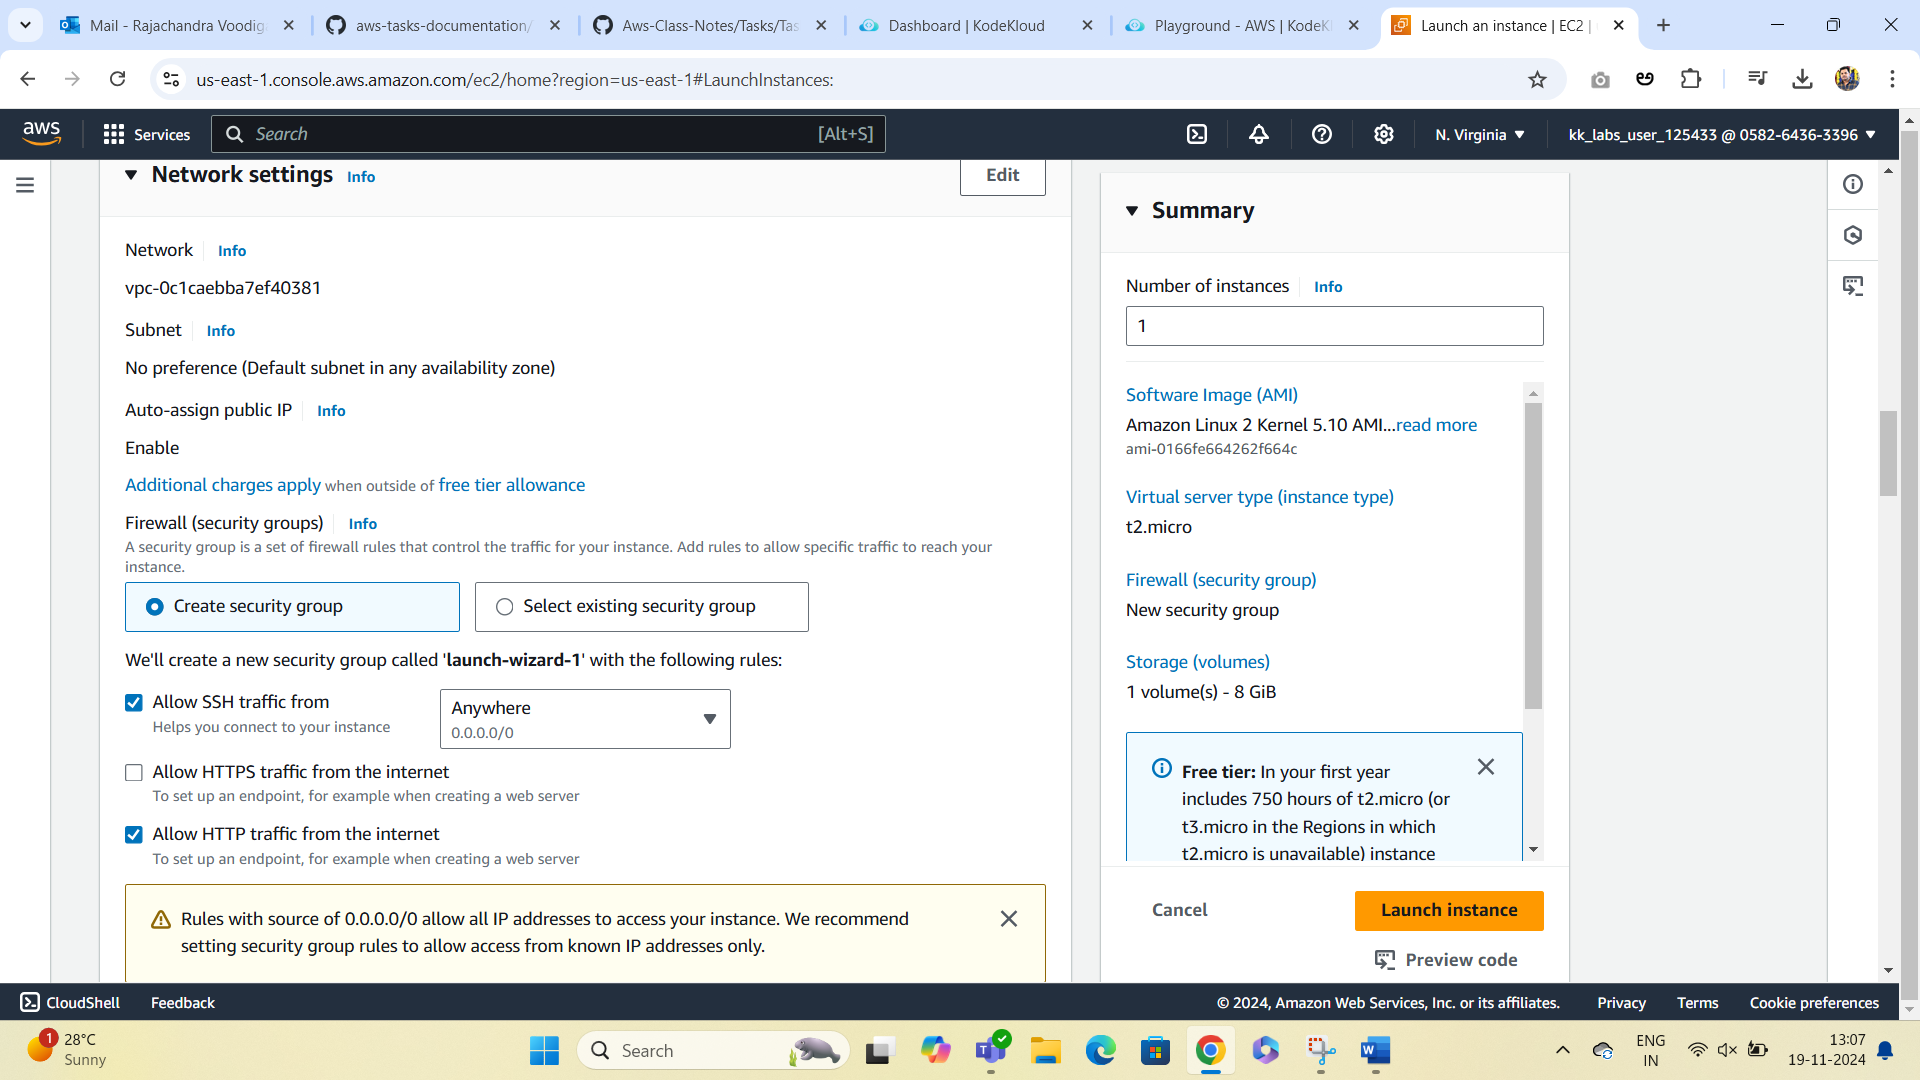 Mail - Rajachandra Voodig
aws-tasks-documentation/
Aws-Class-Notes/Tasks/Tas
Dashboard | KodeKloud
Playground - AWS | KodeKl
Launch an instance | EC2 |
us-east-1.console.aws.amazon.com/ec2/home?region=us-east-1#LaunchInstances:
aws
Services
Search
[Alt+S]
N. Virginia
kk_labs_user_125433 @ 0582-6436-3396
Network settings
Info
Edit
Network
Info
vpc-0c1caebba7ef40381
Subnet
Info
No preference (Default subnet in any availability zone)
Auto-assign public IP
Info
Enable
Additional charges apply when outside of free tier allowance
Firewall (security groups)
Info
A security group is a set of firewall rules that control the traffic for your instance. Add rules to allow specific traffic to reach your
instance.
Create security group
Select existing security group
We'll create a new security group called 'launch-wizard-1' with the following rules:
Allow SSH traffic from
Helps you connect to your instance
Anywhere
0.0.0.0/0
Allow HTTPS traffic from the internet
To set up an endpoint, for example when creating a web server
Allow HTTP traffic from the internet
To set up an endpoint, for example when creating a web server
Rules with source of 0.0.0.0/0 allow all IP addresses to access your instance. We recommend
setting security group rules to allow access from known IP addresses only.
Summary
Number of instances
Info
1
Software Image (AMI)
Amazon Linux 2 Kernel 5.10 AMI...read more
ami-0166fe664262f664c
Virtual server type (instance type)
t2.micro
Firewall (security group)
New security group
Storage (volumes)
1 volume(s) - 8 GiB
Free tier: In your first year
includes 750 hours of t2.micro (or
t3.micro in the Regions in which
t2.micro is unavailable) instance
Cancel
Launch instance
Preview code
CloudShell
Feedback
© 2024, Amazon Web Services, Inc. or its affiliates.
Privacy
Terms
Cookie preferences
1
28°C
Sunny
Search
ENG
IN
13:07
19-11-2024